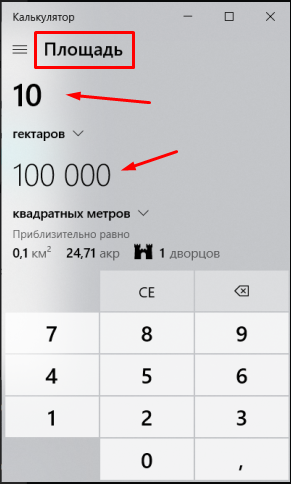 Калькулятор
Площадь
10
гектаров
100 000
квадратных метров
Приблизительно равно
0,1 км² 24,71 акр 1 дворцов
CE
7 8 9
4 5 6
1 2 3
0 ,